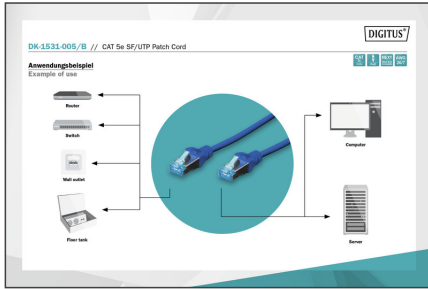 DIGITUS®
DK-1531-005/B // CAT 5e SF/UTP Patch Cord
Anwendungsbeispiel
Example of use
Router
Switch
Wall outlet
Floor tank
Computer
Server